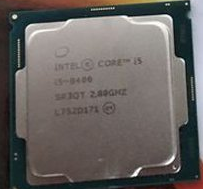 INTEL® CORE™ i5
i5-8400
SR3QT 2.80GHZ
L752D171